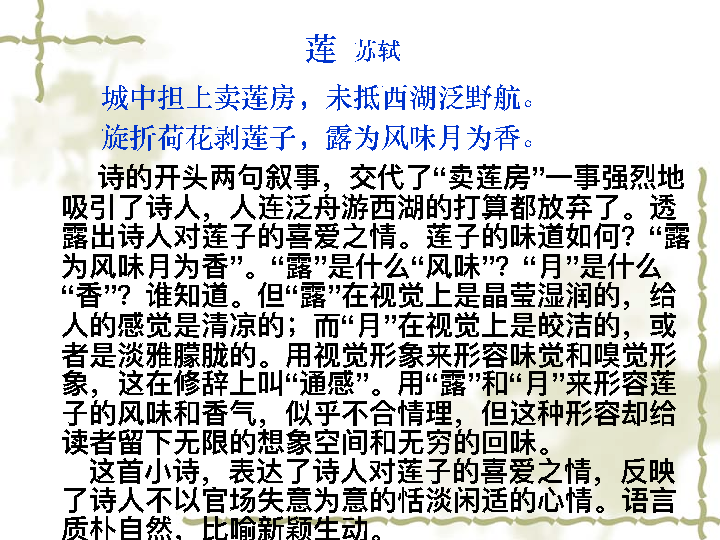 莲 苏轼
城中担上卖莲房，未抵西湖泛野航。
旋折荷花剥莲子，露为风味月为香。
诗的开头两句叙事，交代了“卖莲房”一事强烈地
吸引了诗人，人连泛舟游西湖的打算都放弃了。透
露出诗人对莲子的喜爱之情。莲子的味道如何？“露
为风味月为香”。“露”是什么“风味”？“月”是什么
“香”？谁知道。但“露”在视觉上是晶莹湿润的，给
人的感觉是清凉的；而“月”在视觉上是皎洁的，或
者是淡雅朦胧的。用视觉形象来形容味觉和嗅觉形
象，这在修辞上叫“通感”。用“露”和“月”来形容莲
子的风味和香气，似乎不合情理，但这种形容却给
读者留下无限的想象空间和无穷的回味。
这首小诗，表达了诗人对莲子的喜爱之情，反映
了诗人不以官场失意为意的恬淡闲适的心情。语言
质朴自然，比喻新颖生动。